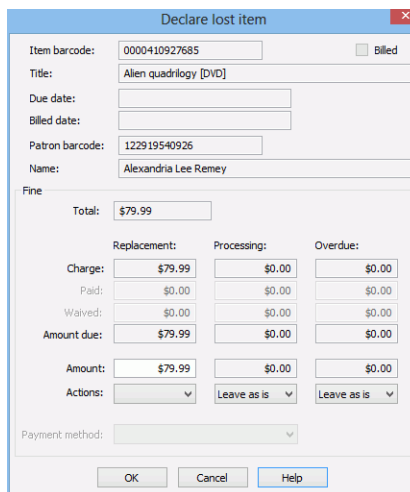 Declare lost item
Item barcode: 0000410927685 Billed
Title: Alien quadrilogy [DVD]
Due date:
Billed date:
Patron barcode: 122919540926
Name: Alexandria Lee Remey
Fine
Total: $79.99
Replacement: Processing: Overdue:
Charge: $79.99 $0.00 $0.00
Paid: $0.00 $0.00 $0.00
Waived: $0.00 $0.00 $0.00
Amount due: $79.99 $0.00 $0.00
Amount: $79.99 $0.00 $0.00
Actions: Leave as is Leave as is
Payment method:
OK Cancel Help